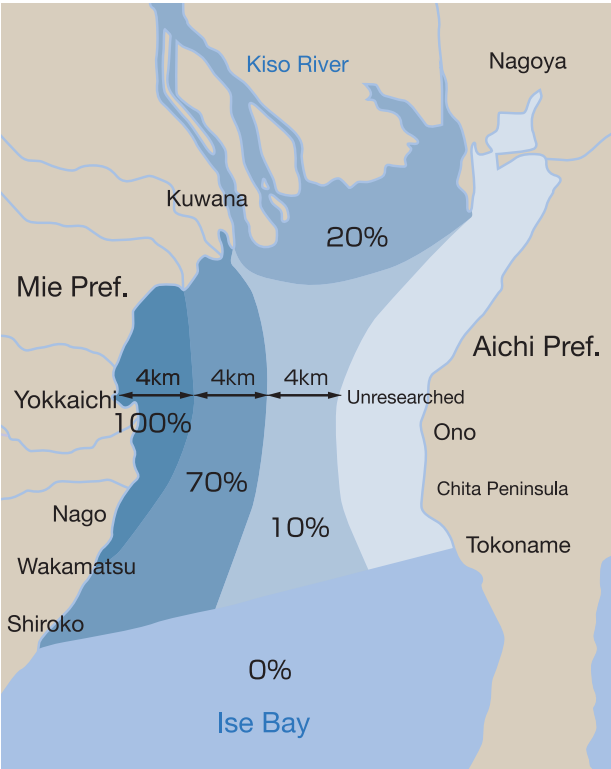 Kiso River
Nagoya
Kuwana
20%
Mie Pref.
Aichi Pref.
4km
4km
4km
Yokkaichi
Unresearched
100%
Ono
70%
Chita Peninsula
Nago
10%
Tokoname
Wakamatsu
Shiroko
0%
Ise Bay